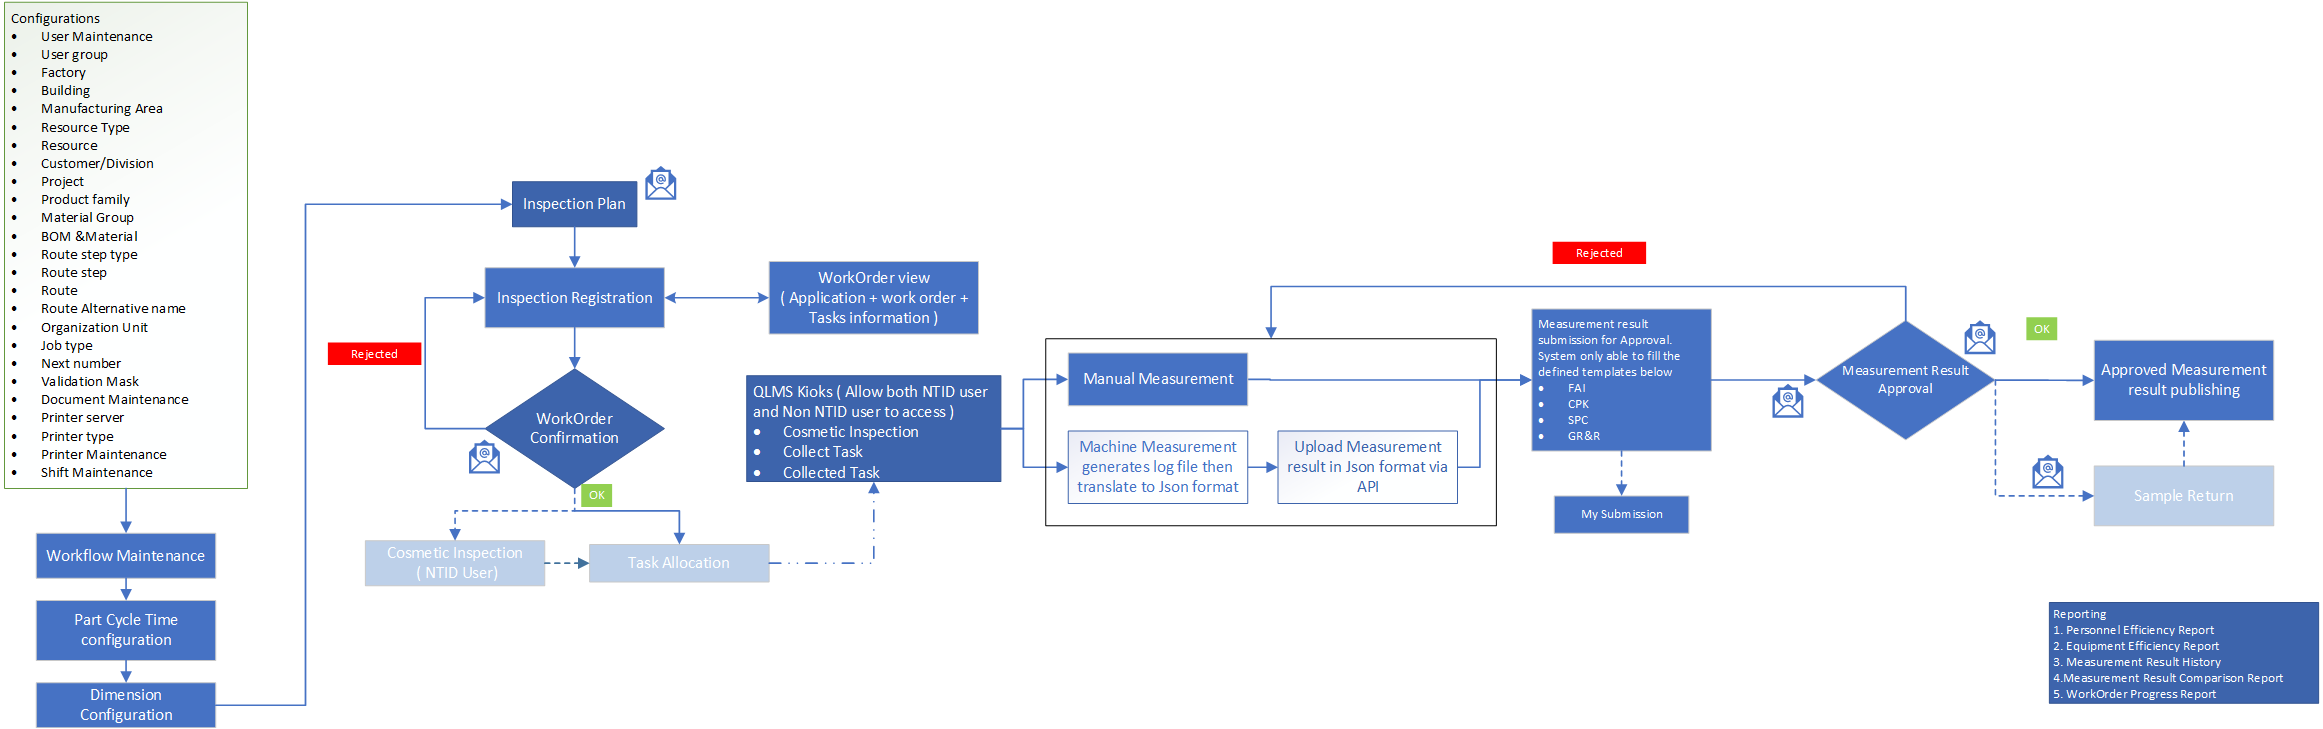 Configurations
• User Maintenance
• User group
• Factory
• Building
• Manufacturing Area
• Resource Type
• Resource
• Customer/Division
• Project
• Product family
• Material Group
• BOM &Material
• Route step type
• Route step
• Route
• Route Alternative name
• Organization Unit
• Job type
• Next number
• Validation Mask
• Document Maintenance
• Printer server
• Printer type
• Printer Maintenance
• Shift Maintenance
Workflow Maintenance
Part Cycle Time
configuration
Dimension
Configuration
Inspection Plan
Inspection Registration
WorkOrder view
( Application + work order +
Tasks information )
Rejected
WorkOrder
Confirmation
OK
Cosmetic Inspection
( NTID User)
Task Allocation
QLMS Kioks ( Allow both NTID user
and Non NTID user to access )
• Cosmetic Inspection
• Collect Task
• Collected Task
Manual Measurement
Machine Measurement
generates log file then
translate to Json format
Upload Measurement
result in Json format via
API
Rejected
Measurement result
submission for Approval.
System only able to fill the
defined templates below
• FAI
• CPK
• SPC
• GR&R
My Submission
Measurement Result
Approval
OK
Approved Measurement
result publishing
Sample Return
Reporting
1. Personnel Efficiency Report
2. Equipment Efficiency Report
3. Measurement Result History
4.Measurement Result Comparison Report
5. WorkOrder Progress Report